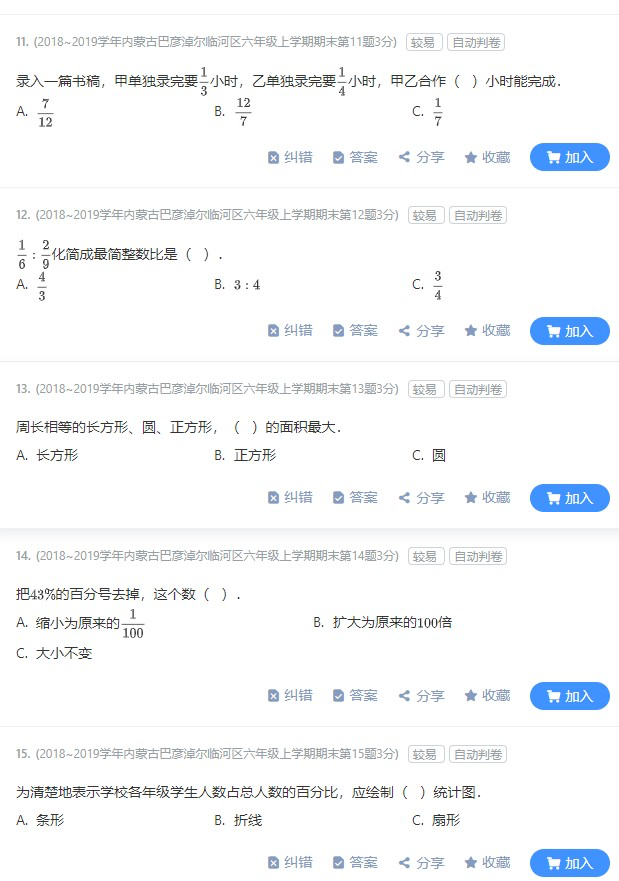 11. (2018~2019学年内蒙古巴彦淖尔临河区六年级上学期期末第11题3分) 较易 自动判卷
录入一篇书稿，甲单独录完要1/3小时，乙单独录完要1/4小时，甲乙合作（ ）小时能完成．
A. 7/12 B. 12/7 C. 1/7
纠错 答案 分享 收藏 加入
12. (2018~2019学年内蒙古巴彦淖尔临河区六年级上学期期末第12题3分) 较易 自动判卷
1/6 : 2/9化简成最简整数比是（ ）．
A. 4/3 B. 3 : 4 C. 3/4
纠错 答案 分享 收藏 加入
13. (2018~2019学年内蒙古巴彦淖尔临河区六年级上学期期末第13题3分) 较易 自动判卷
周长相等的长方形、圆、正方形，（ ）的面积最大．
A. 长方形 B. 正方形 C. 圆
纠错 答案 分享 收藏 加入
14. (2018~2019学年内蒙古巴彦淖尔临河区六年级上学期期末第14题3分) 较易 自动判卷
把43%的百分号去掉，这个数（ ）．
A. 缩小为原来的1/100 B. 扩大为原来的100倍
C. 大小不变
纠错 答案 分享 收藏 加入
15. (2018~2019学年内蒙古巴彦淖尔临河区六年级上学期期末第15题3分) 较易 自动判卷
为清楚地表示学校各年级学生人数占总人数的百分比，应绘制（ ）统计图．
A. 条形 B. 折线 C. 扇形
纠错 答案 分享 收藏 加入